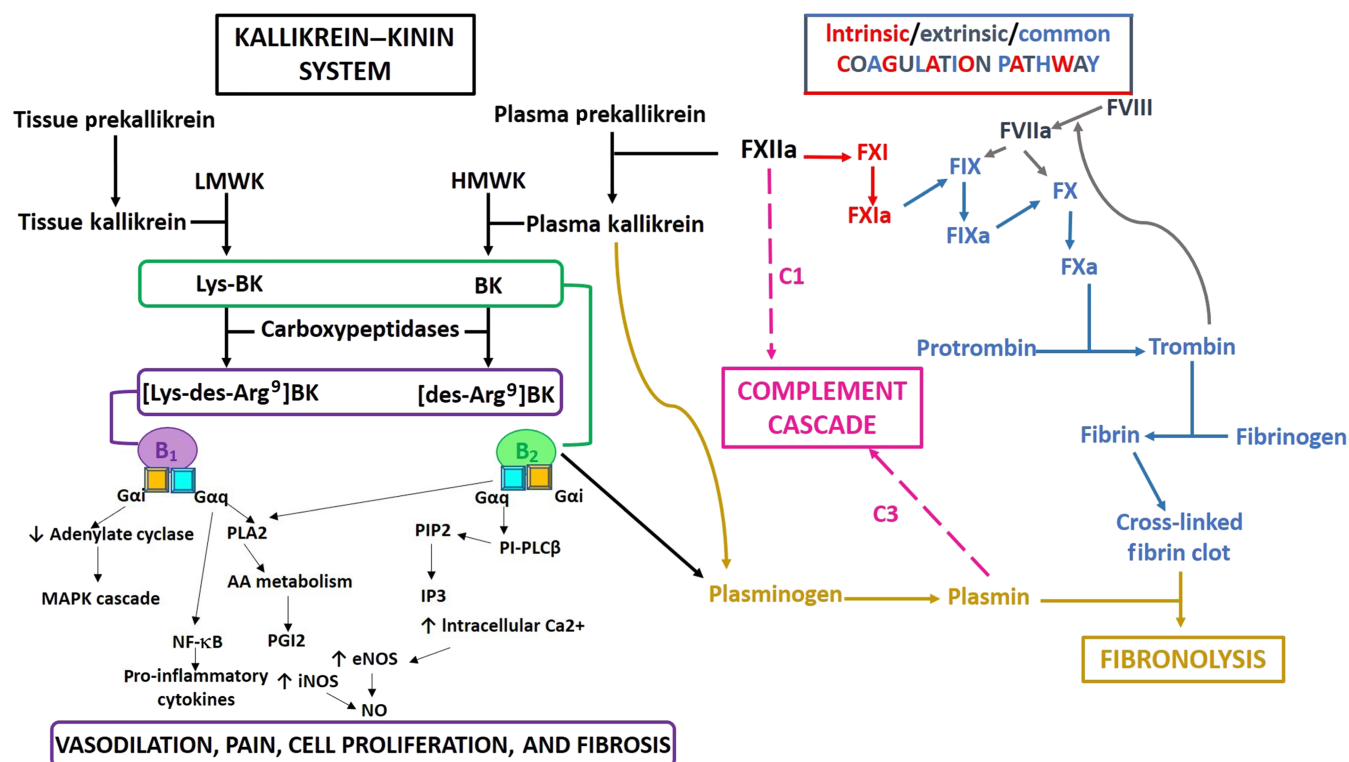 KALLIKREIN–KININ
SYSTEM
Intrinsic/extrinsic/common
COAGULATION PATHWAY
Tissue prekallikrein
Plasma prekallikrein
FVIII
FVIIa
FXIIa
FXI
FIX
LMWK
HMWK
FX
Tissue kallikrein
Plasma kallikrein
FXIa
FIXa
FXa
Lys-BK
BK
C1
Carboxypeptidases
Protrombin
Trombin
[Lys-des-Arg⁹]BK
[des-Arg⁹]BK
COMPLEMENT
CASCADE
B₁
B₂
Fibrin
Fibrinogen
Gαi
Gαq
Gαq
Gαi
↓ Adenylate cyclase
PLA2
PIP2
PI-PLCβ
C3
Cross-linked
fibrin clot
AA metabolism
MAPK cascade
IP3
Plasminogen
Plasmin
↑ Intracellular Ca2+
NF-κB
PGI2
↑ eNOS
FIBRONOLYSIS
Pro-inflammatory
cytokines
↑ iNOS
NO
VASODILATION, PAIN, CELL PROLIFERATION, AND FIBROSIS